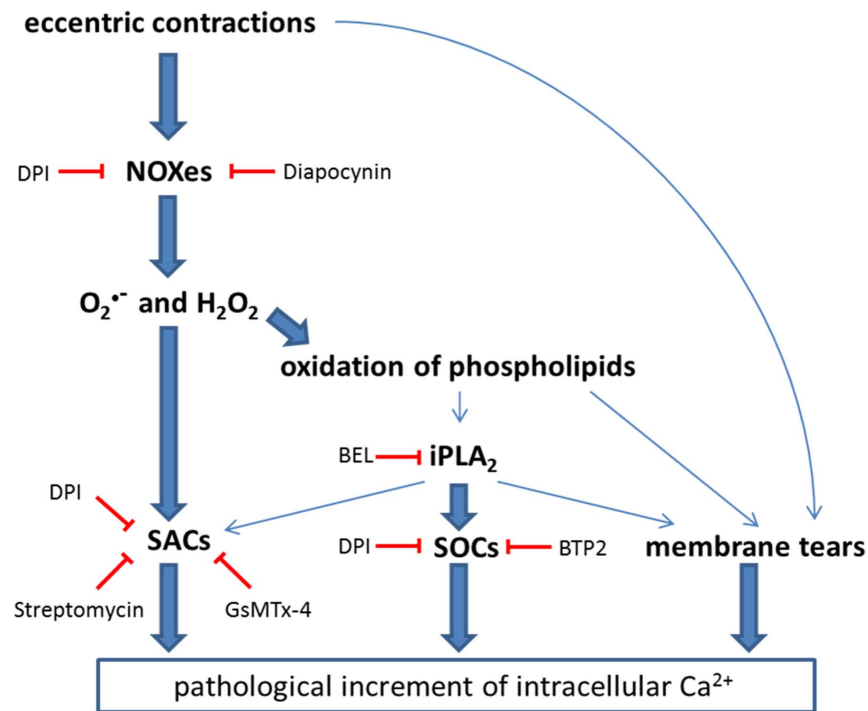 eccentric contractions
DPI NOXes Diapocynin
O₂•⁻ and H₂O₂
oxidation of phospholipids
BEL iPLA₂
DPI
SACs DPI SOCs BTP2 membrane tears
Streptomycin GsMTx-4
pathological increment of intracellular Ca²⁺